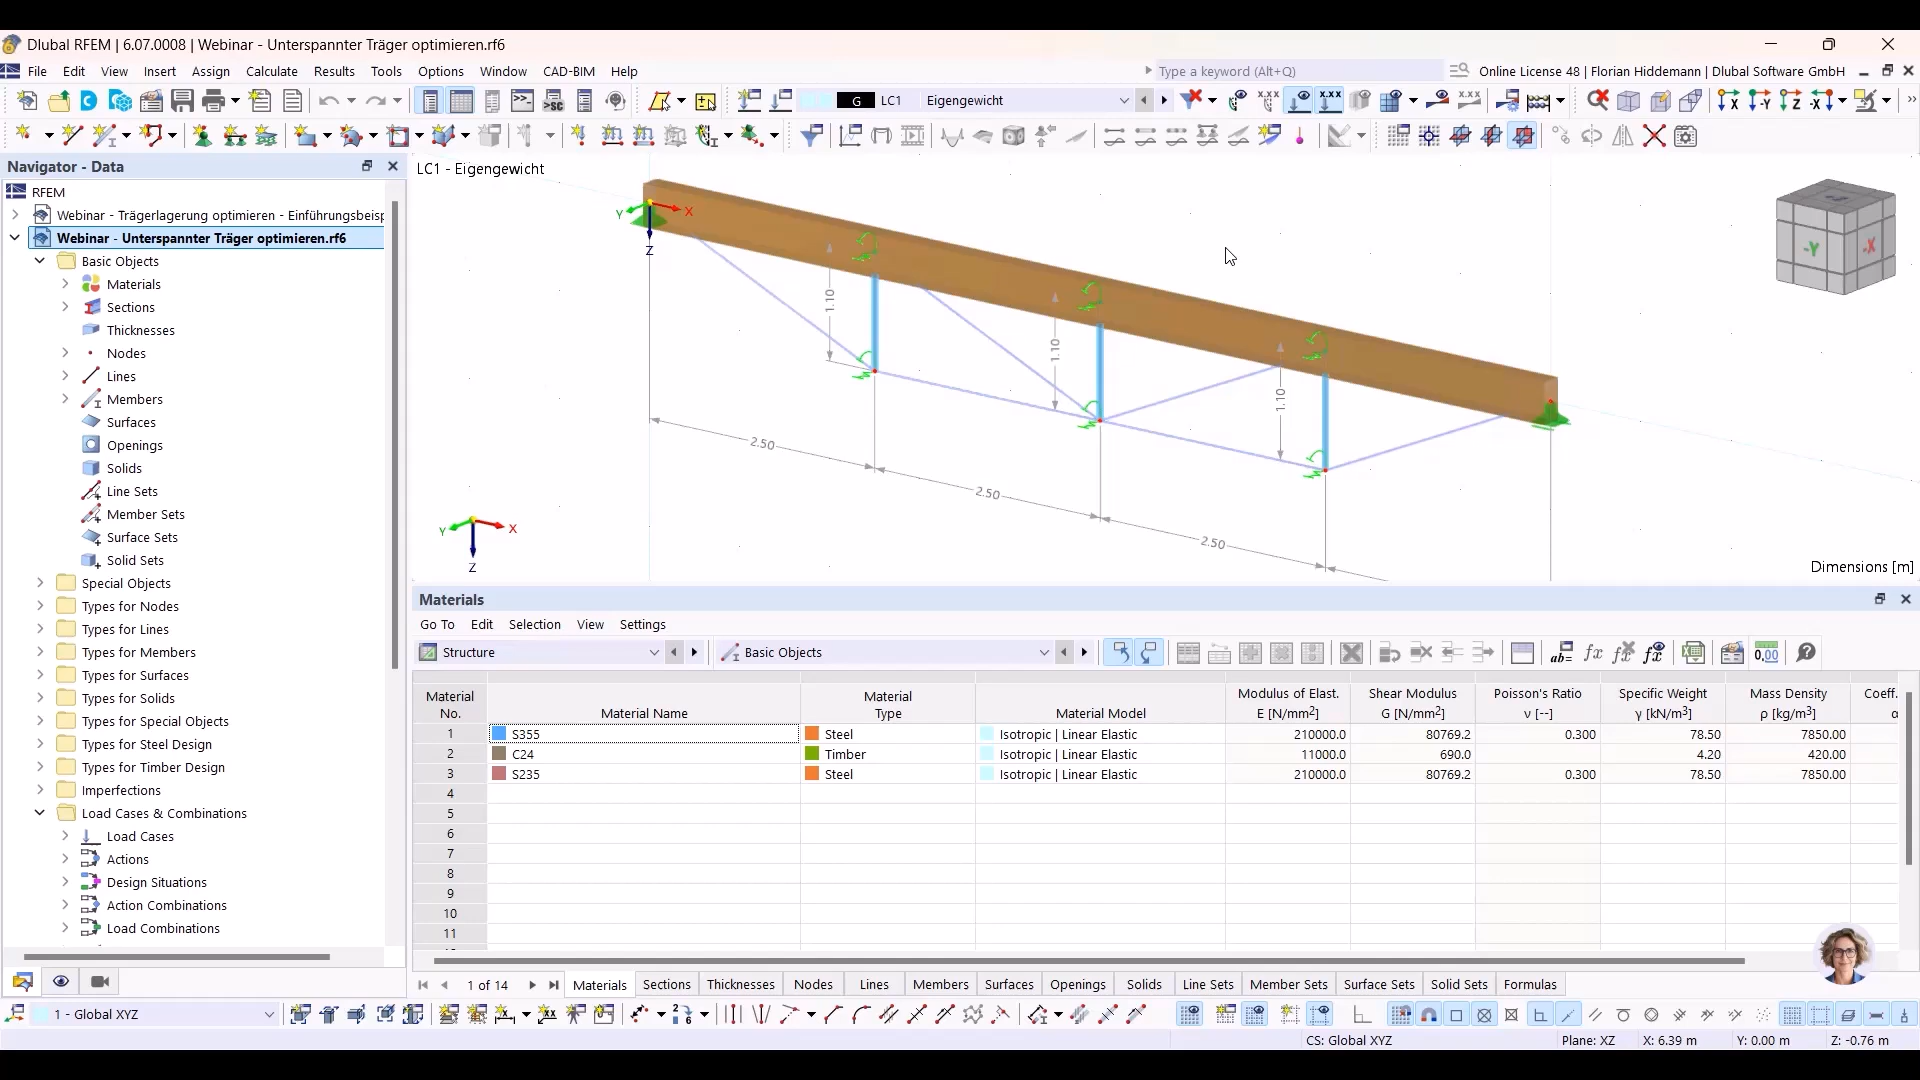 Dlubal RFEM | 6.07.0008 | Webinar - Unterspannter Träger optimieren.rf6
File Edit View Insert Assign Calculate Results Tools Options Window CAD-BIM Help
Type a keyword (Alt+Q)
Online License 48 | Florian Hiddemann | Dlubal Software GmbH
G LC1 Eigengewicht
Navigator - Data
RFEM
Webinar - Trägerlagerung optimieren - Einführungsbeisp
Webinar - Unterspannter Träger optimieren.rf6
Basic Objects
Materials
Sections
Thicknesses
Nodes
Lines
Members
Surfaces
Openings
Solids
Line Sets
Member Sets
Surface Sets
Solid Sets
Special Objects
Types for Nodes
Types for Lines
Types for Members
Types for Surfaces
Types for Solids
Types for Special Objects
Types for Steel Design
Types for Timber Design
Imperfections
Load Cases & Combinations
Load Cases
Actions
Design Situations
Action Combinations
Load Combinations
LC1 - Eigengewicht
Y X
Z
1.10
1.10
1.10
2.50
2.50
2.50
-Y -X
Y X
Z
Dimensions [m]
Materials
Go To Edit Selection View Settings
Structure Basic Objects
Material No. Material Name Material Type Material Model Modulus of Elast. E [N/mm²] Shear Modulus G [N/mm²] Poisson's Ratio ν [--] Specific Weight γ [kN/m³] Mass Density ρ [kg/m³] Coeff. α
1 S355 Steel Isotropic | Linear Elastic 210000.0 80769.2 0.300 78.50 7850.00
2 C24 Timber Isotropic | Linear Elastic 11000.0 690.0 4.20 420.00
3 S235 Steel Isotropic | Linear Elastic 210000.0 80769.2 0.300 78.50 7850.00
4
5
6
7
8
9
10
11
1 of 14 Materials Sections Thicknesses Nodes Lines Members Surfaces Openings Solids Line Sets Member Sets Surface Sets Solid Sets Formulas
1 - Global XYZ
CS: Global XYZ Plane: XZ X: 6.39 m Y: 0.00 m Z: -0.76 m